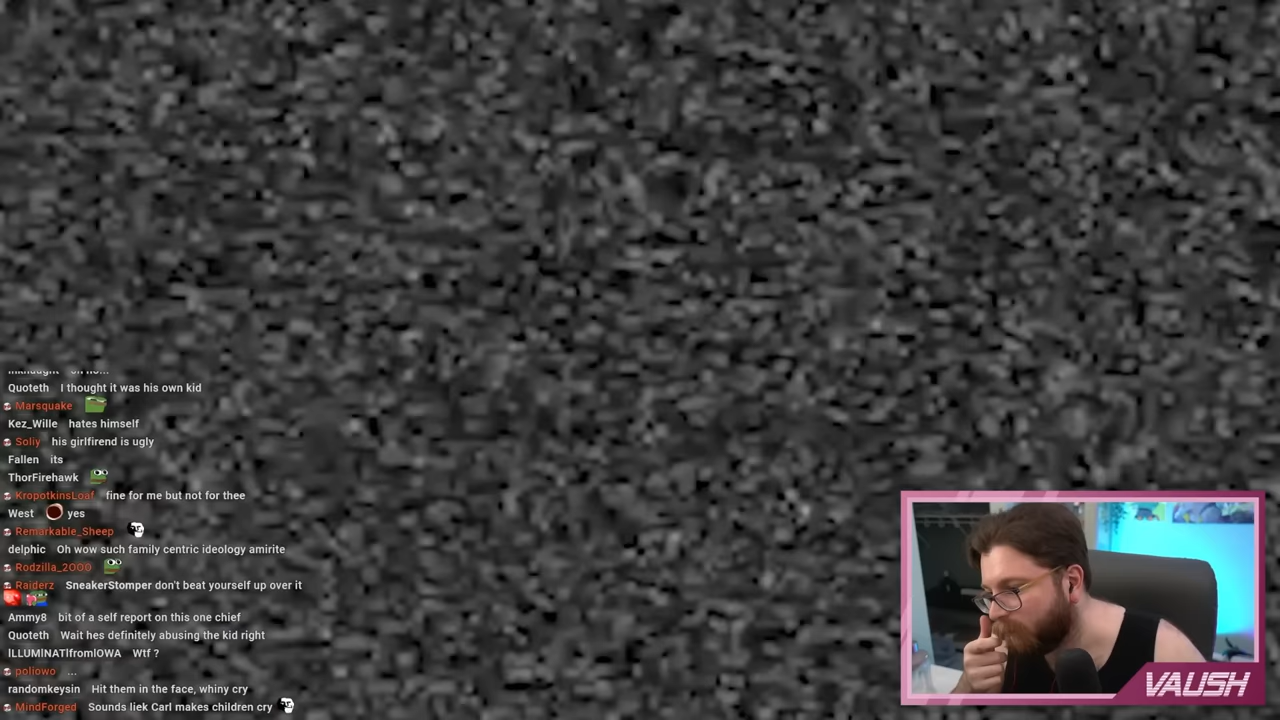 Quoteth I thought it was his own kid
Marsquake
Kez_Wille hates himself
Soliy his girlfirend is ugly
Fallen its
ThorFirehawk
KropotkinsLoaf fine for me but not for thee
West yes
Remarkable_Sheep
delphic Oh wow such family centric ideology amirite
Rodzilla_2000
Raiderz SneakerStomper don't beat yourself up over it
Ammy8 bit of a self report on this one chief
Quoteth Wait hes definitely abusing the kid right
ILLUMINATIfromIOWA Wtf ?
poliowo ...
randomkeysin Hit them in the face, whiny cry
MindForged Sounds liek Carl makes children cry
VAUSH